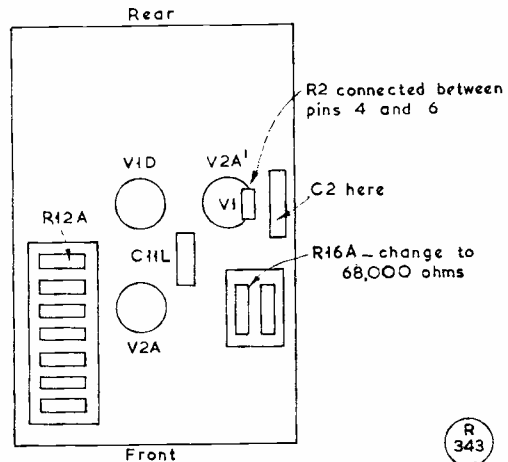 Rear
R2 connected between
pins 4 and 6
V1D
V2A'
V1
C2 here
R12A
C11L
R16A - change to
68,000 ohms
V2A
R
343
Front